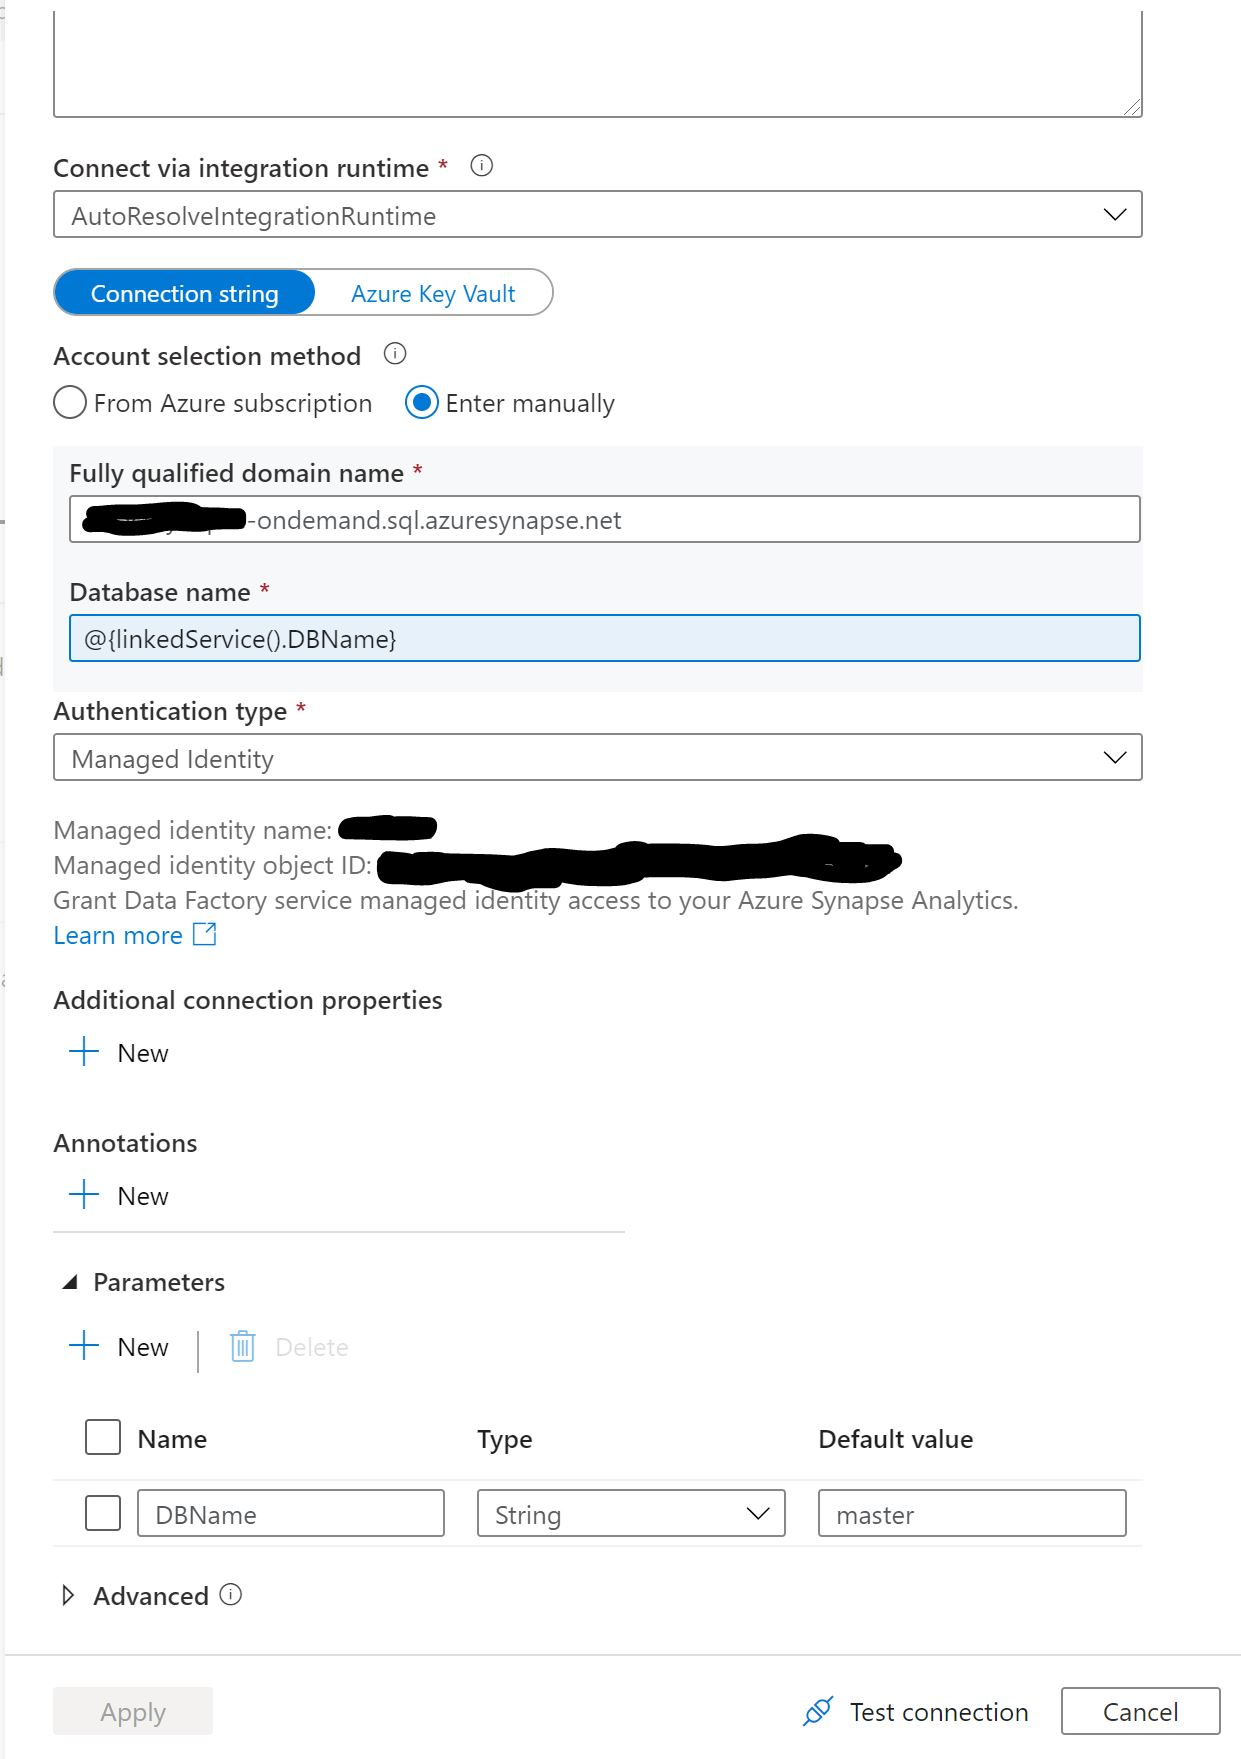 Connect via integration runtime *
AutoResolveIntegrationRuntime
Connection string Azure Key Vault
Account selection method
From Azure subscription Enter manually
Fully qualified domain name *
-ondemand.sql.azuresynapse.net
Database name *
@{linkedService().DBName}
Authentication type *
Managed Identity
Managed identity name:
Managed identity object ID:
Grant Data Factory service managed identity access to your Azure Synapse Analytics.
Learn more
Additional connection properties
New
Annotations
New
Parameters
New Delete
Name Type Default value
DBName String master
Advanced
Apply Test connection Cancel